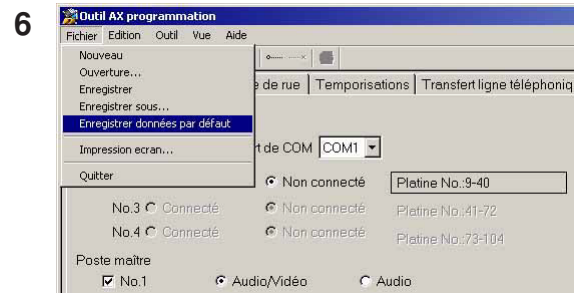 6
Outil AX programmation
Fichier Edition Outil Vue Aide
Nouveau
Ouverture...
Enregistrer
Enregistrer sous...
Enregistrer données par défaut
Impression ecran...
Quitter
de rue Temporisations Transfert ligne téléphoniq
t de COM COM1
Non connecté Platine No.:9-40
No.3 Connecté Non connecté Platine No.:41-72
No.4 Connecté Non connecté Platine No.:73-104
Poste maître
No.1 Audio/Vidéo Audio